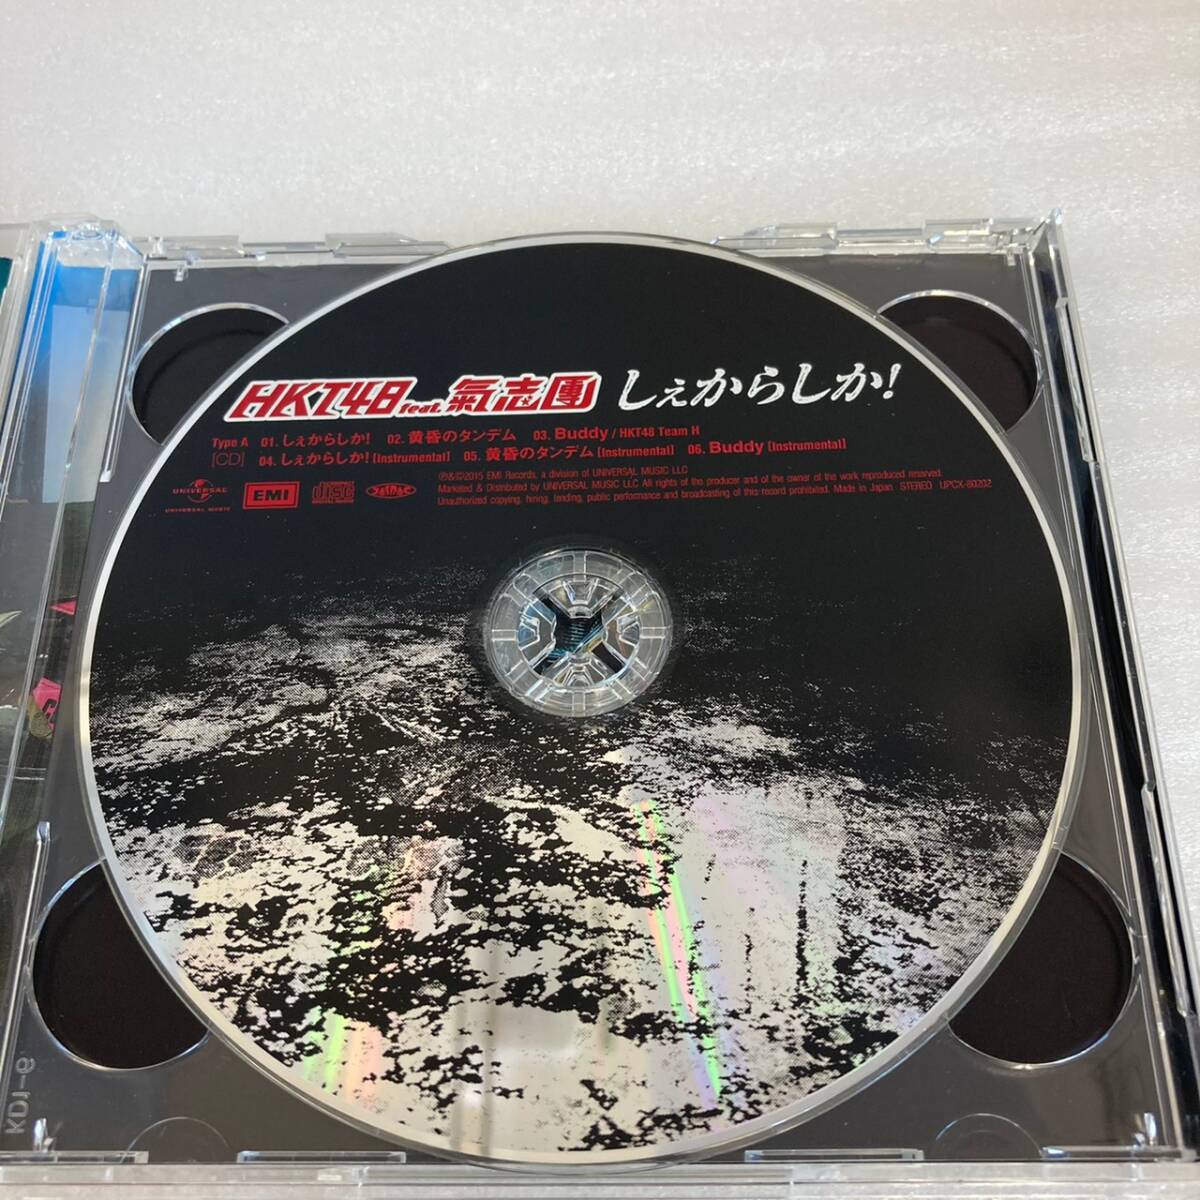 HKT48 feat. 氣志團 しぇからしか!
Type A 01. しぇからしか! 02. 黄昏のタンデム 03. Buddy / HKT48 Team H
[CD] 04. しぇからしか! [Instrumental] 05. 黄昏のタンデム [Instrumental] 06. Buddy [Instrumental]
℗&©2015 EMI Records, a division of UNIVERSAL MUSIC LLC
Marketed & Distributed by UNIVERSAL MUSIC LLC All rights of the producer and of the owner of the work reproduced reserved.
Unauthorized copying, hiring, lending, public performance and broadcasting of this record prohibited. Made in Japan STEREO UPCX-80202
UNIVERSAL
UNIVERSAL MUSIC
EMI
DISC
KDJ-e